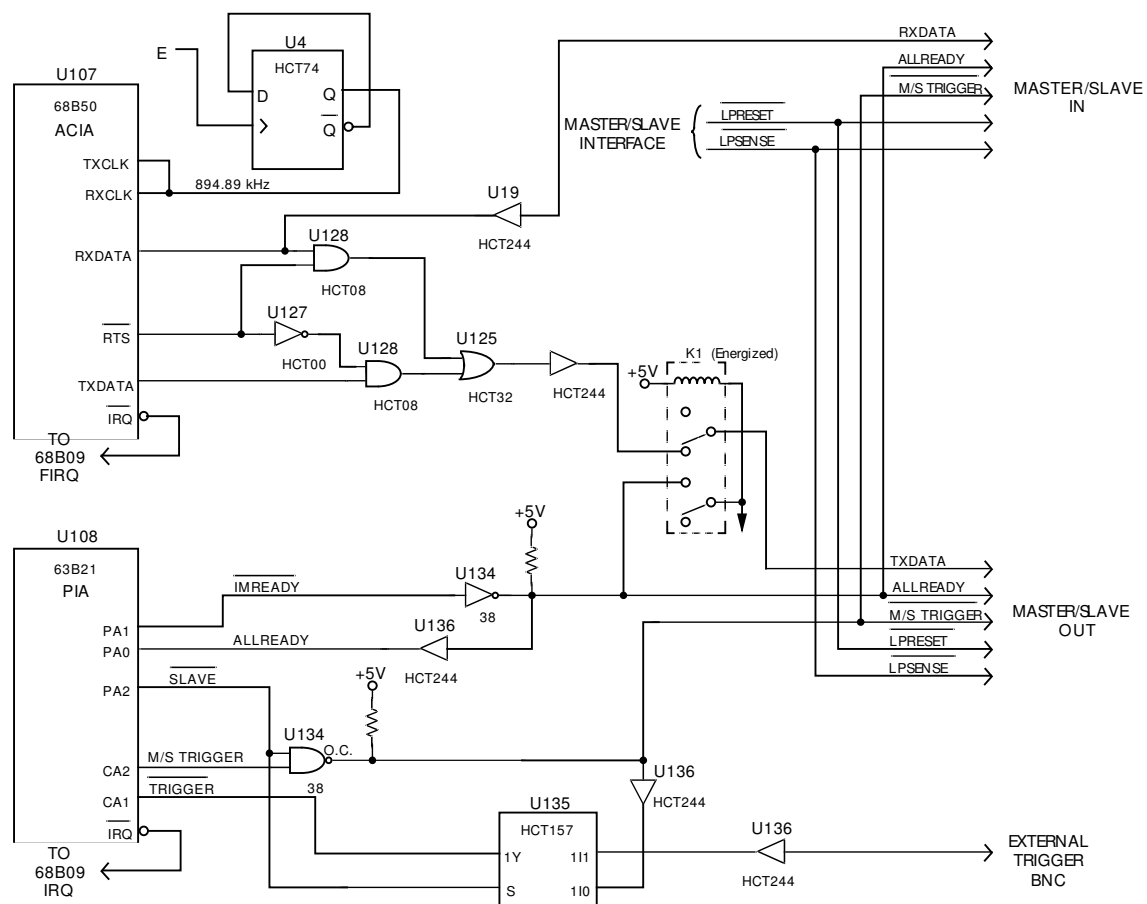 RXDATA
U4
HCT74
E
D
Q
Q
U107
68B50
ACIA
TXCLK
RXCLK
894.89 kHz
ALLREADY
M/S TRIGGER
MASTER/SLAVE
IN
MASTER/SLAVE
INTERFACE
LPRESET
LPSENSE
U19
HCT244
RXDATA
U128
HCT08
RTS
U127
HCT00
U128
HCT08
U125
HCT32
HCT244
K1 (Energized)
+5V
TXDATA
IRQ
TO
68B09
FIRQ
+5V
U108
63B21
PIA
IMREADY
U134
38
PA1
ALLREADY
U136
HCT244
PA0
SLAVE
PA2
+5V
TXDATA
ALLREADY
M/S TRIGGER
LPRESET
LPSENSE
MASTER/SLAVE
OUT
U134
O.C.
38
M/S TRIGGER
CA2
TRIGGER
CA1
U136
HCT244
IRQ
TO
68B09
IRQ
U135
HCT157
1Y
S
1I1
1I0
U136
HCT244
EXTERNAL
TRIGGER
BNC